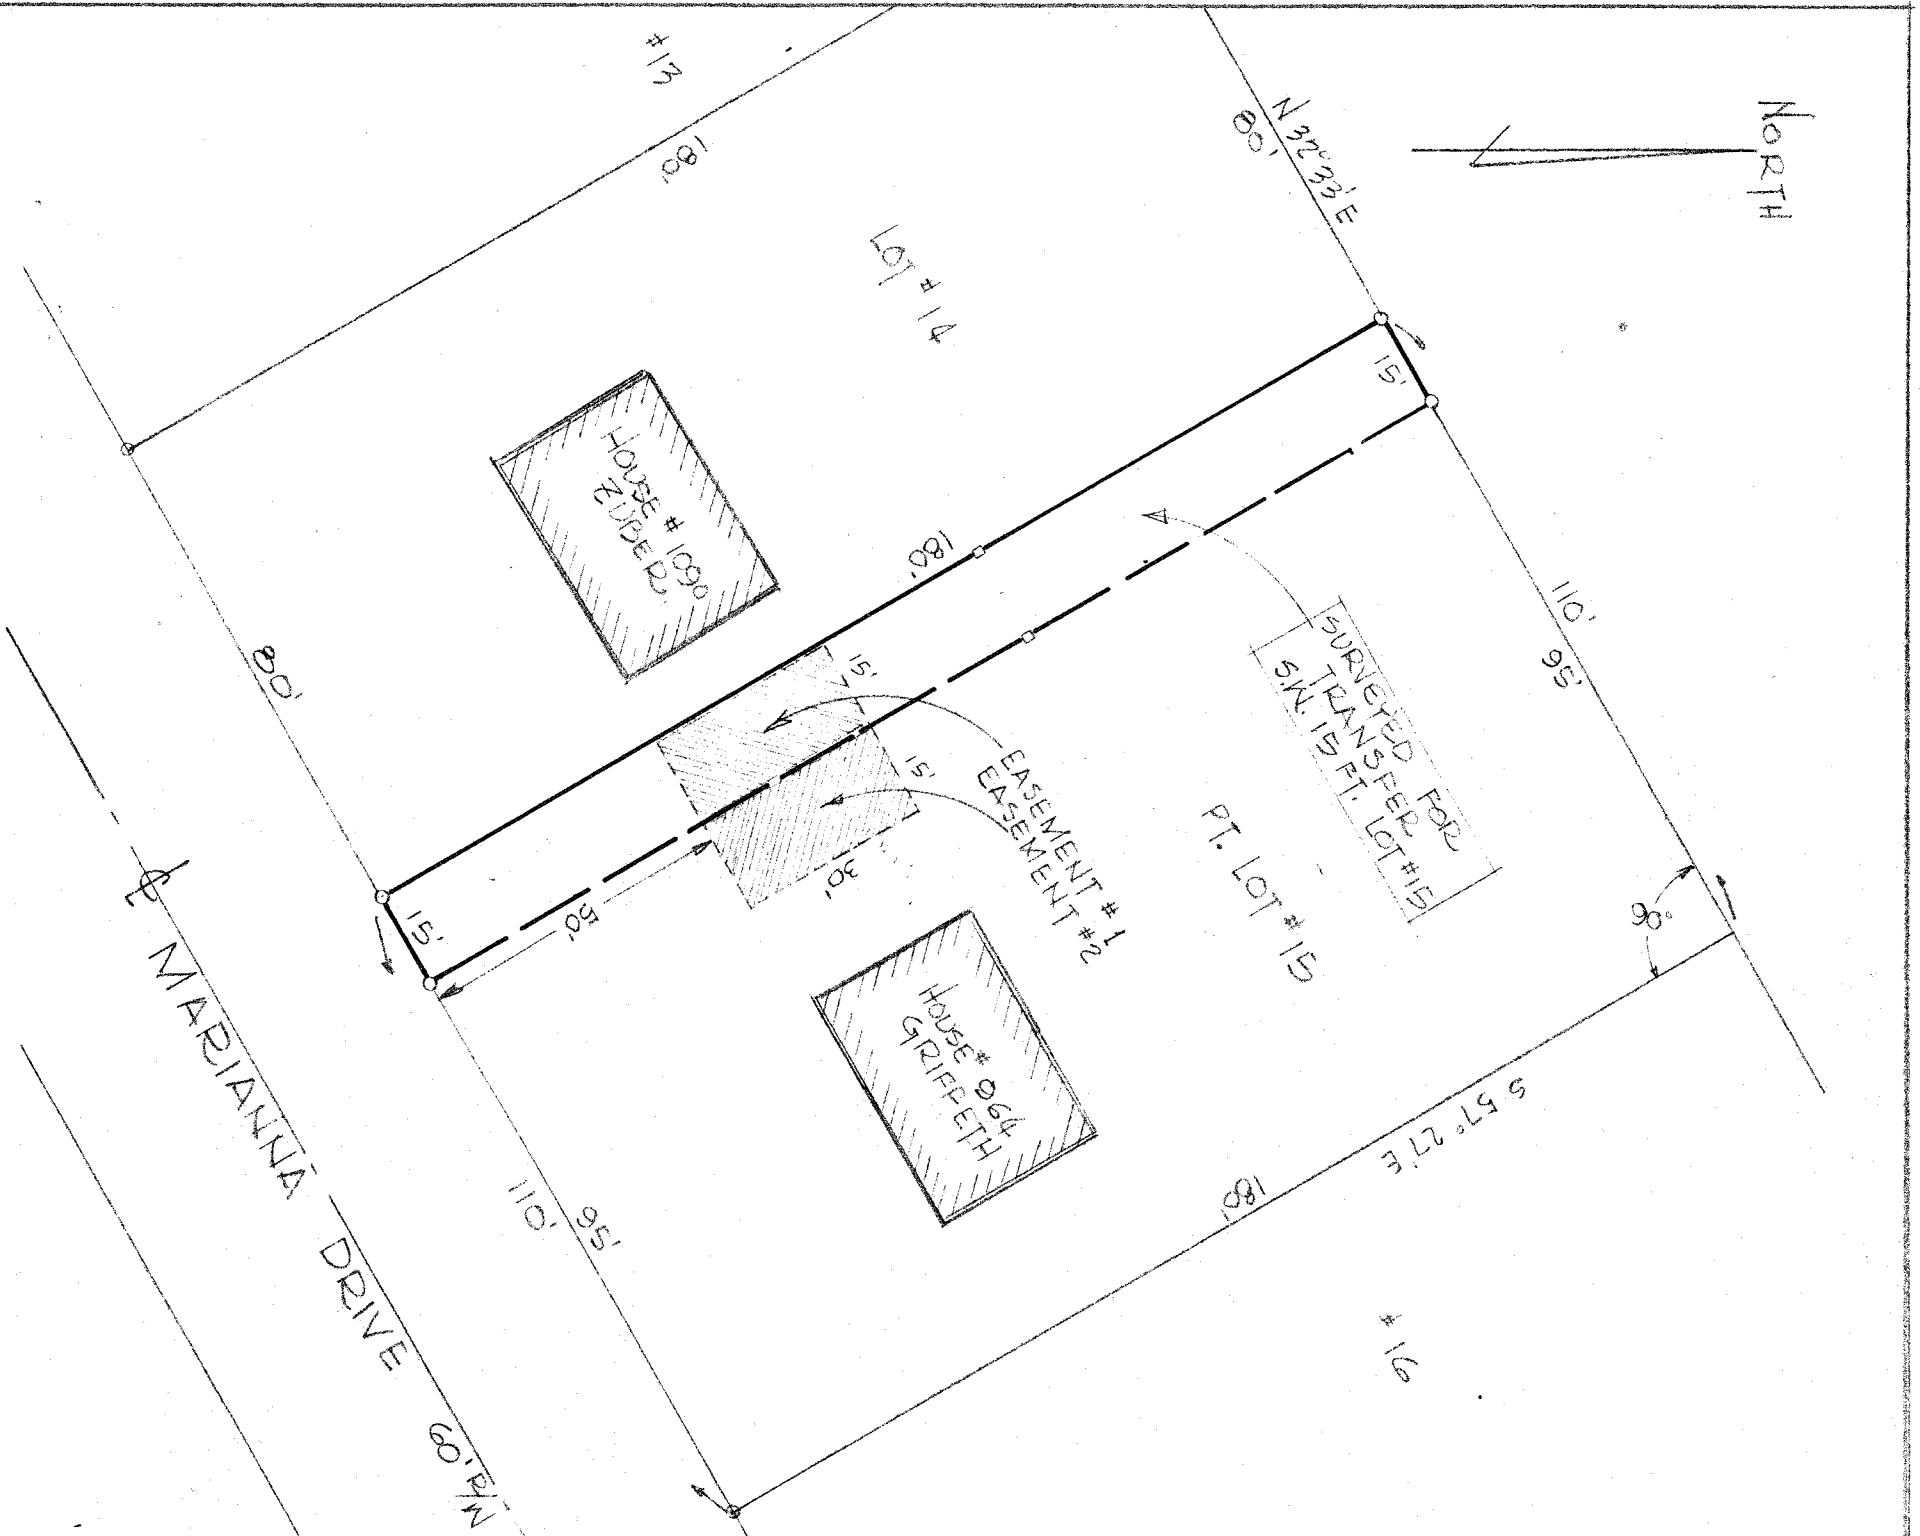 NORTH
# 13
180'
N 32° 33' E
80'
LOT # 14
15'
HOUSE # 1090
ZUBER.
180'
80'
15'
15'
EASEMENT # 1
EASEMENT # 2
30'
50'
15'
SURVEYED FOR
TRANSFER
S.W. 15 FT. LOT #15
110'
95'
PT. LOT # 15
90°
HOUSE #
GRIFFETH
S 57° 27' E
180'
110'
95'
# 16
℄ MARIANNA DRIVE 60' R/W